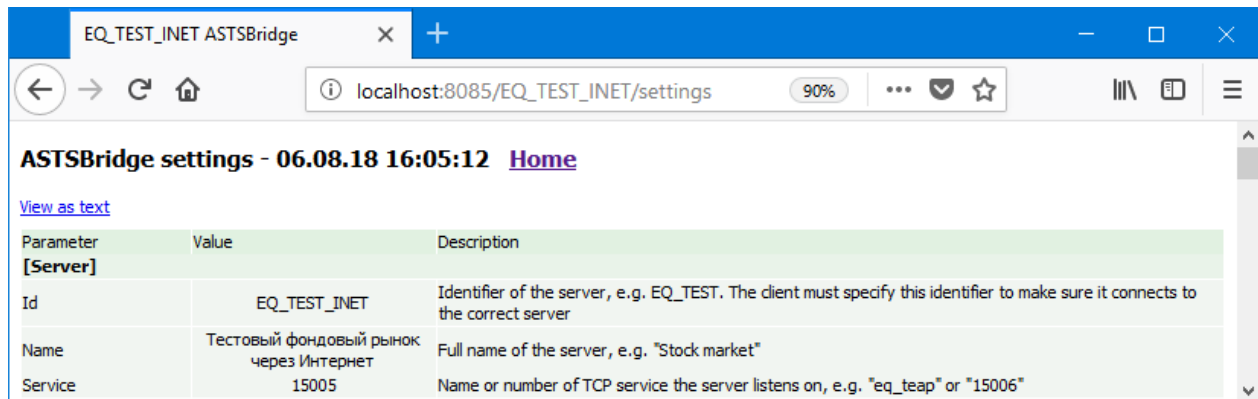 EQ_TEST_INET ASTSBridge
localhost:8085/EQ_TEST_INET/settings 90%
ASTSBridge settings - 06.08.18 16:05:12 Home
View as text
Parameter Value Description
[Server]
Id EQ_TEST_INET Identifier of the server, e.g. EQ_TEST. The client must specify this identifier to make sure it connects to
the correct server
Name Тестовый фондовый рынок
через Интернет Full name of the server, e.g. "Stock market"
Service 15005 Name or number of TCP service the server listens on, e.g. "eq_teap" or "15006"